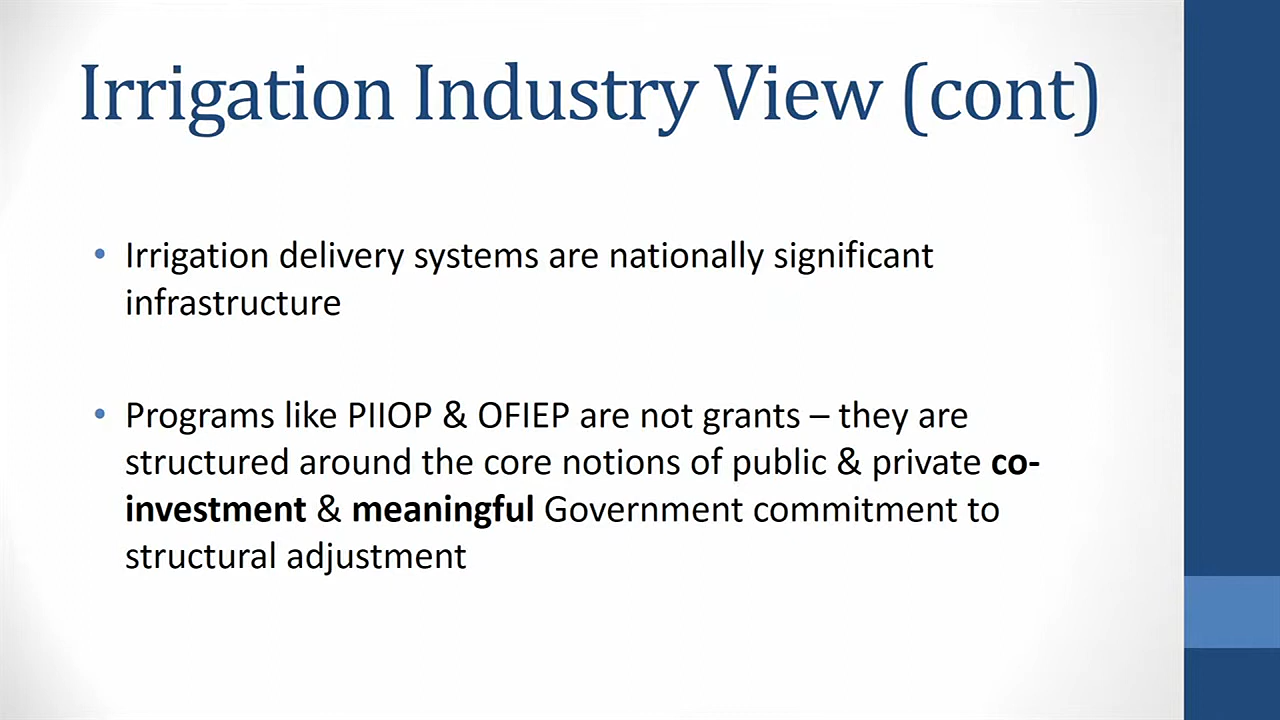 Irrigation Industry View (cont)
• Irrigation delivery systems are nationally significant
infrastructure
• Programs like PIIOP & OFIEP are not grants – they are
structured around the core notions of public & private co-
investment & meaningful Government commitment to
structural adjustment